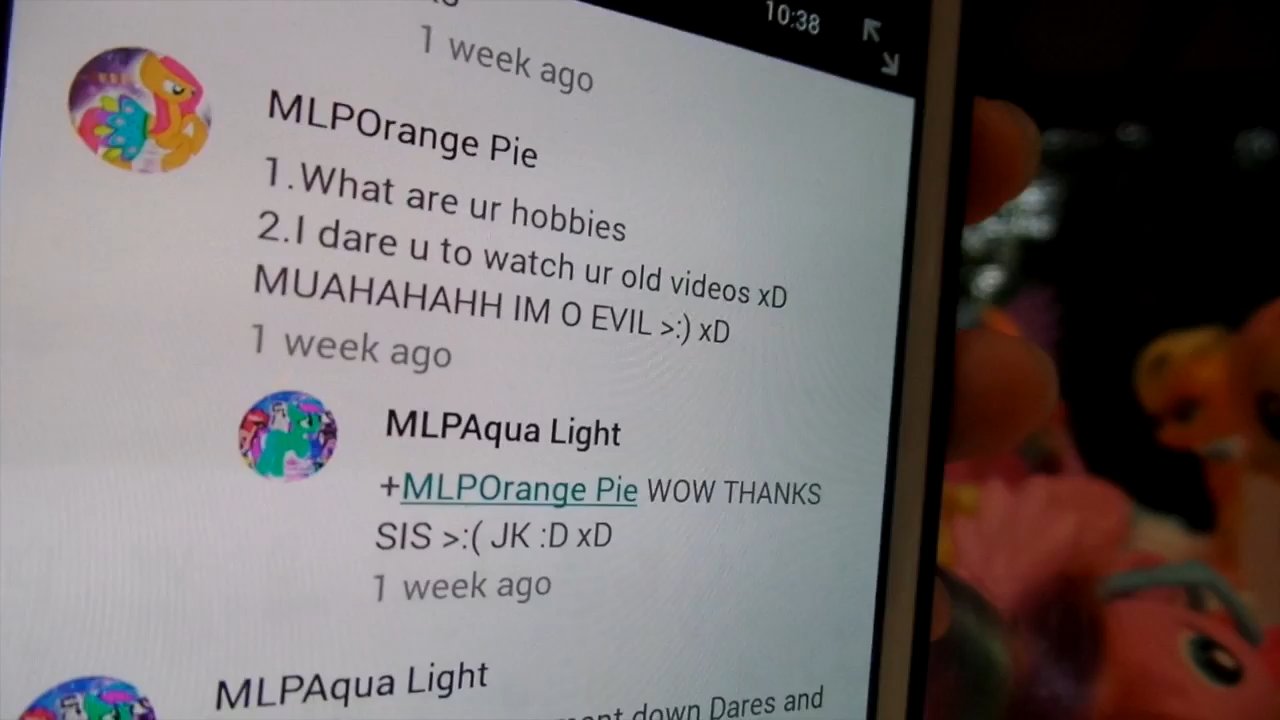 10:38
1 week ago
MLPOrange Pie
1.What are ur hobbies
2.I dare u to watch ur old videos xD
MUAHAHAHH IM O EVIL >:) xD
1 week ago
MLPAqua Light
+MLPOrange Pie WOW THANKS
SIS >:( JK :D xD
1 week ago
MLPAqua Light
down Dares and